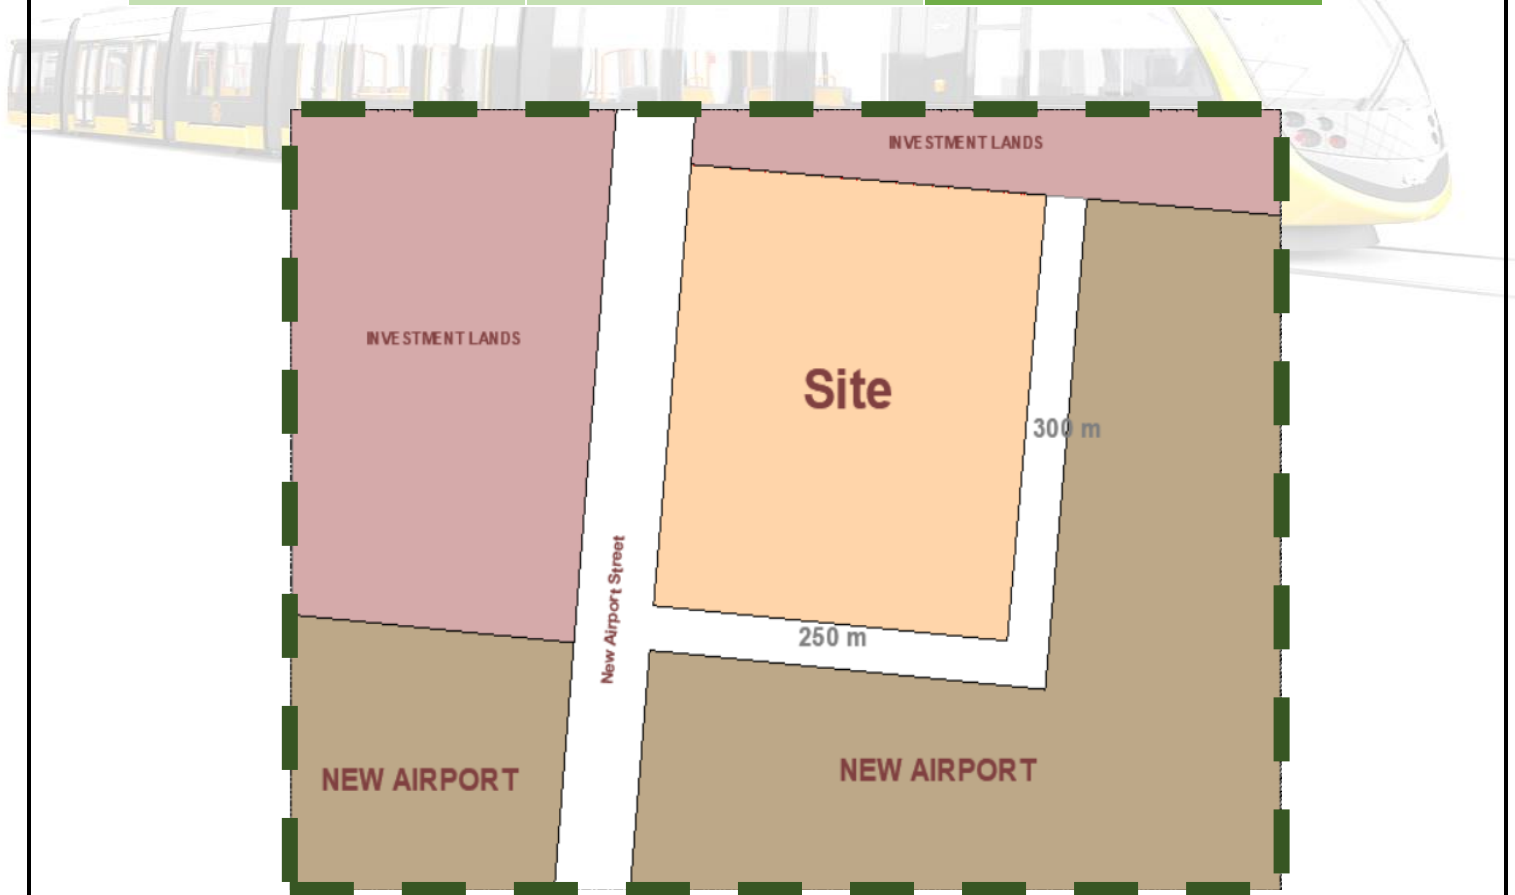 INVESTMENT LANDS
INVESTMENT LANDS
Site
300 m
New Airport Street
250 m
NEW AIRPORT
NEW AIRPORT